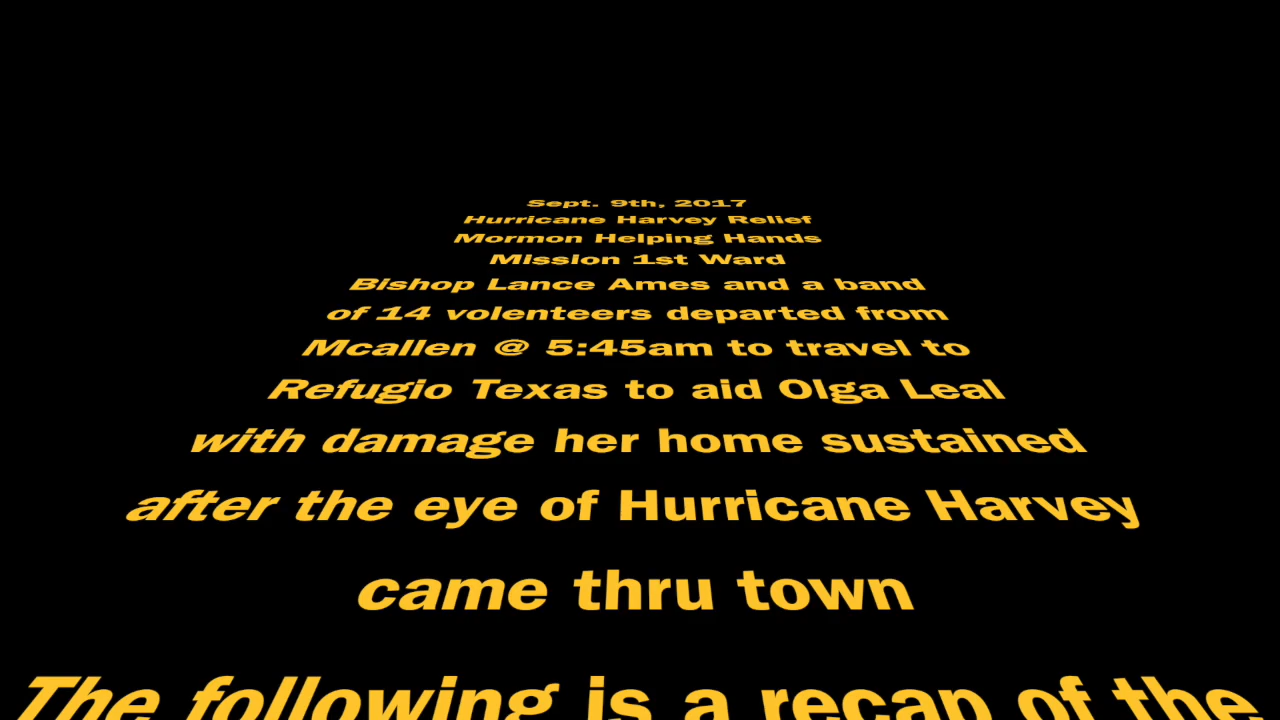 Sept. 9th, 2017
Hurricane Harvey Relief
Mormon Helping Hands
Mission 1st Ward
Bishop Lance Ames and a band
of 14 volenteers departed from
Mcallen @ 5:45am to travel to
Refugio Texas to aid Olga Leal
with damage her home sustained
after the eye of Hurricane Harvey
came thru town
The following is a recap of the